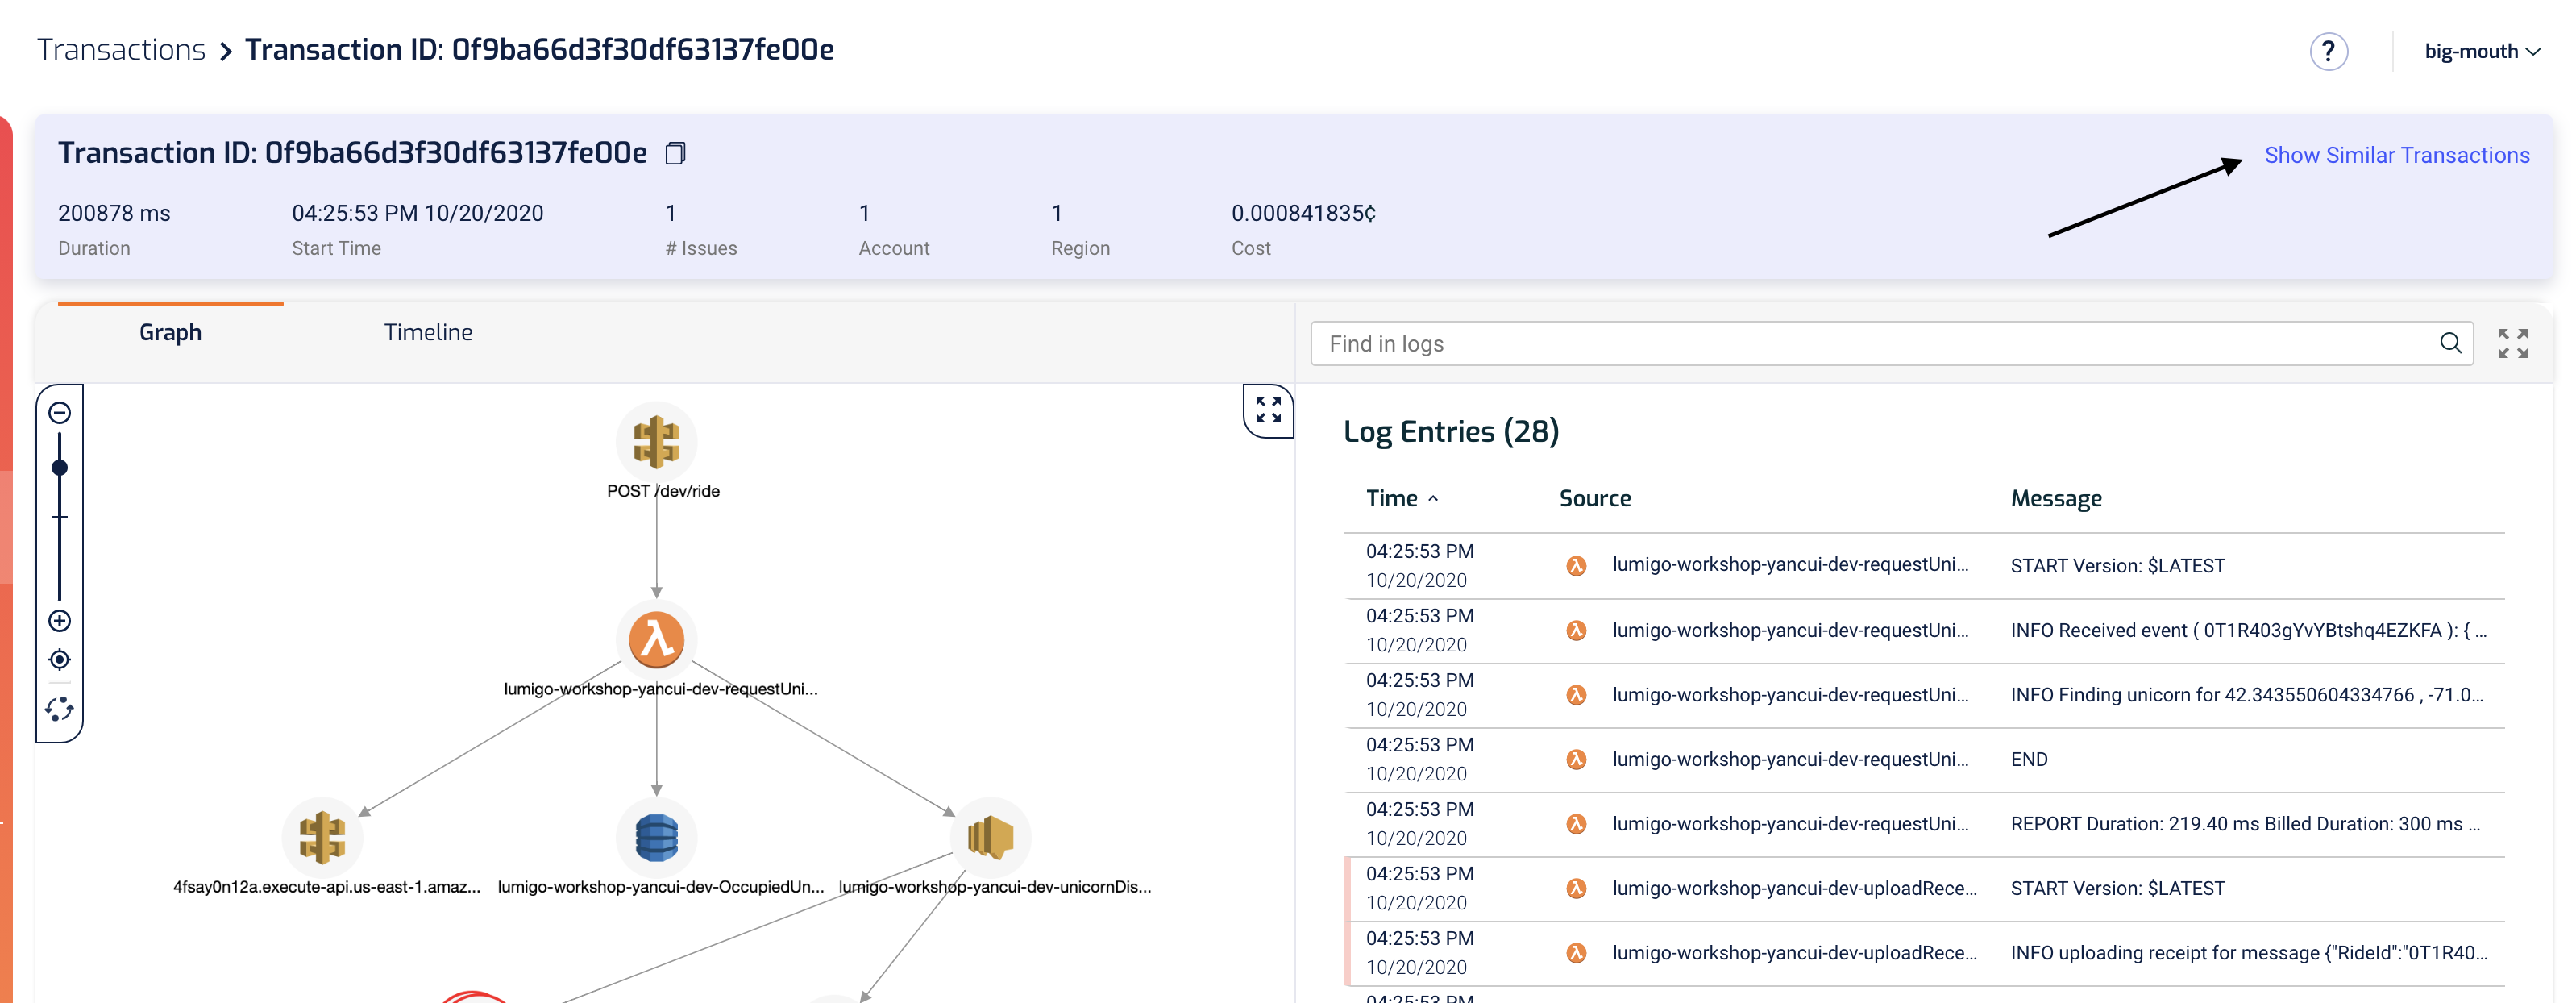 Transactions > Transaction ID: 0f9ba66d3f30df63137fe00e
? big-mouth
Transaction ID: 0f9ba66d3f30df63137fe00e
Show Similar Transactions
200878 ms 04:25:53 PM 10/20/2020 1 1 1 0.000841835¢
Duration Start Time # Issues Account Region Cost
Graph Timeline
Find in logs
POST /dev/ride
lumigo-workshop-yancui-dev-requestUni...
4fsay0n12a.execute-api.us-east-1.amaz... lumigo-workshop-yancui-dev-OccupiedUn... lumigo-workshop-yancui-dev-unicornDis...
Log Entries (28)
Time Source Message
04:25:53 PM
10/20/2020
lumigo-workshop-yancui-dev-requestUni... START Version: $LATEST
04:25:53 PM
10/20/2020
lumigo-workshop-yancui-dev-requestUni... INFO Received event ( 0T1R403gYvYBtshq4EZKFA ): { ...
04:25:53 PM
10/20/2020
lumigo-workshop-yancui-dev-requestUni... INFO Finding unicorn for 42.343550604334766 , -71.0...
04:25:53 PM
10/20/2020
lumigo-workshop-yancui-dev-requestUni... END
04:25:53 PM
10/20/2020
lumigo-workshop-yancui-dev-requestUni... REPORT Duration: 219.40 ms Billed Duration: 300 ms ...
04:25:53 PM
10/20/2020
lumigo-workshop-yancui-dev-uploadRece... START Version: $LATEST
04:25:53 PM
10/20/2020
lumigo-workshop-yancui-dev-uploadRece... INFO uploading receipt for message {"RideId":"0T1R40...
04:25:53 PM